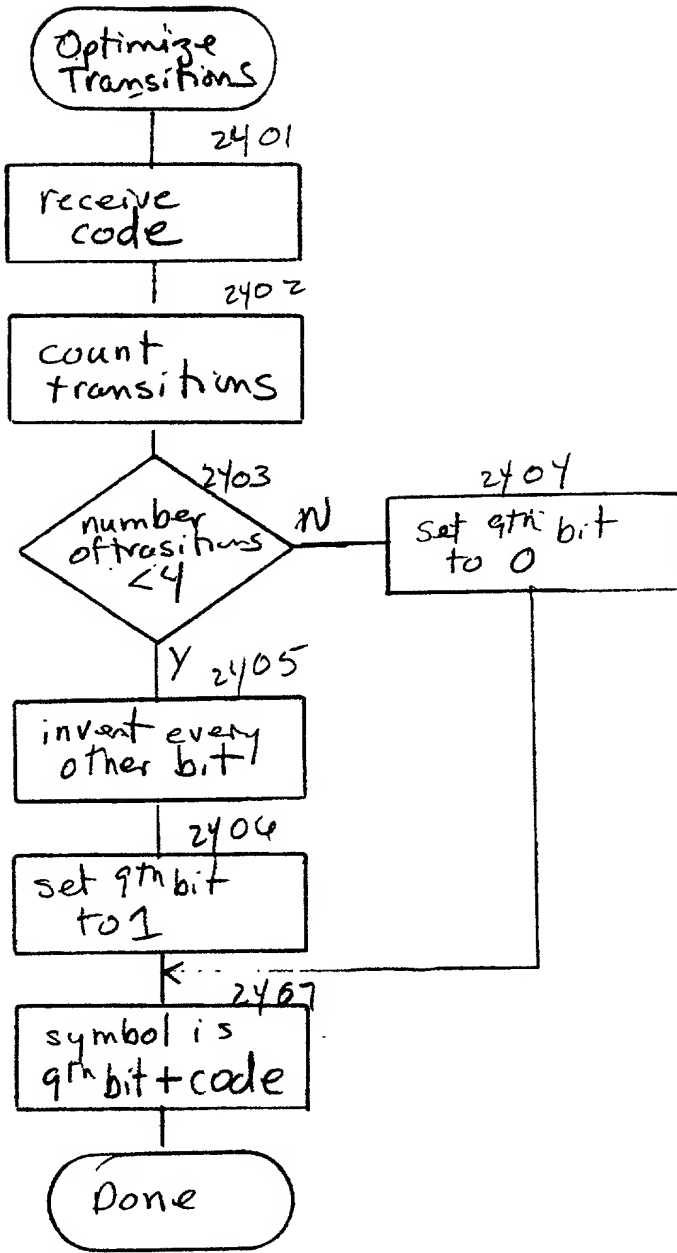 Optimize
Transitions
2401
receive
code
2402
count
transitions
2403
number
of trasitions
<4
N
2404
set 9th bit
to 0
Y
2405
invert every
other bit
2406
set 9th bit
to 1
2407
symbol is
9th bit + code
Done